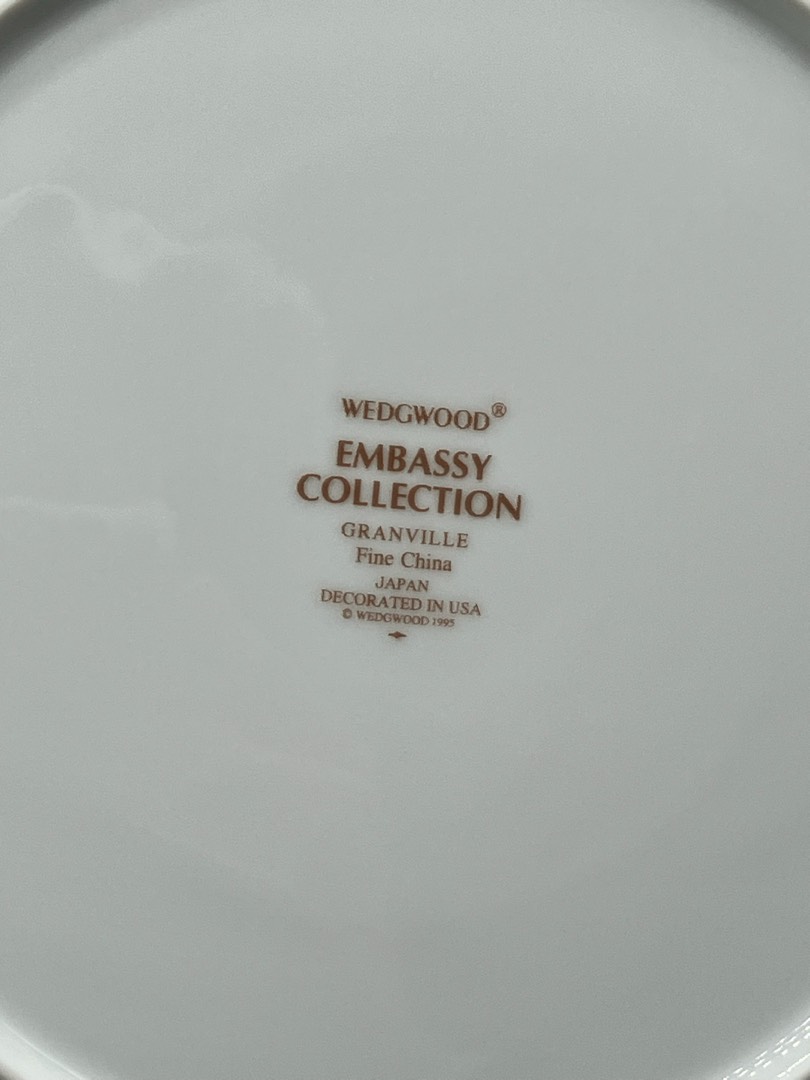 WEDGWOOD®
EMBASSY
COLLECTION
GRANVILLE
Fine China
JAPAN
DECORATED IN USA
© WEDGWOOD 1995